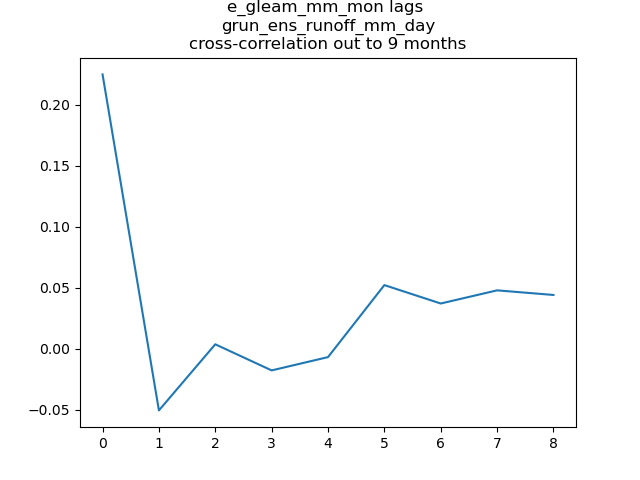 e_gleam_mm_mon lags
grun_ens_runoff_mm_day
cross-correlation out to 9 months
0.20
0.15
0.10
0.05
0.00
−0.05
0 1 2 3 4 5 6 7 8